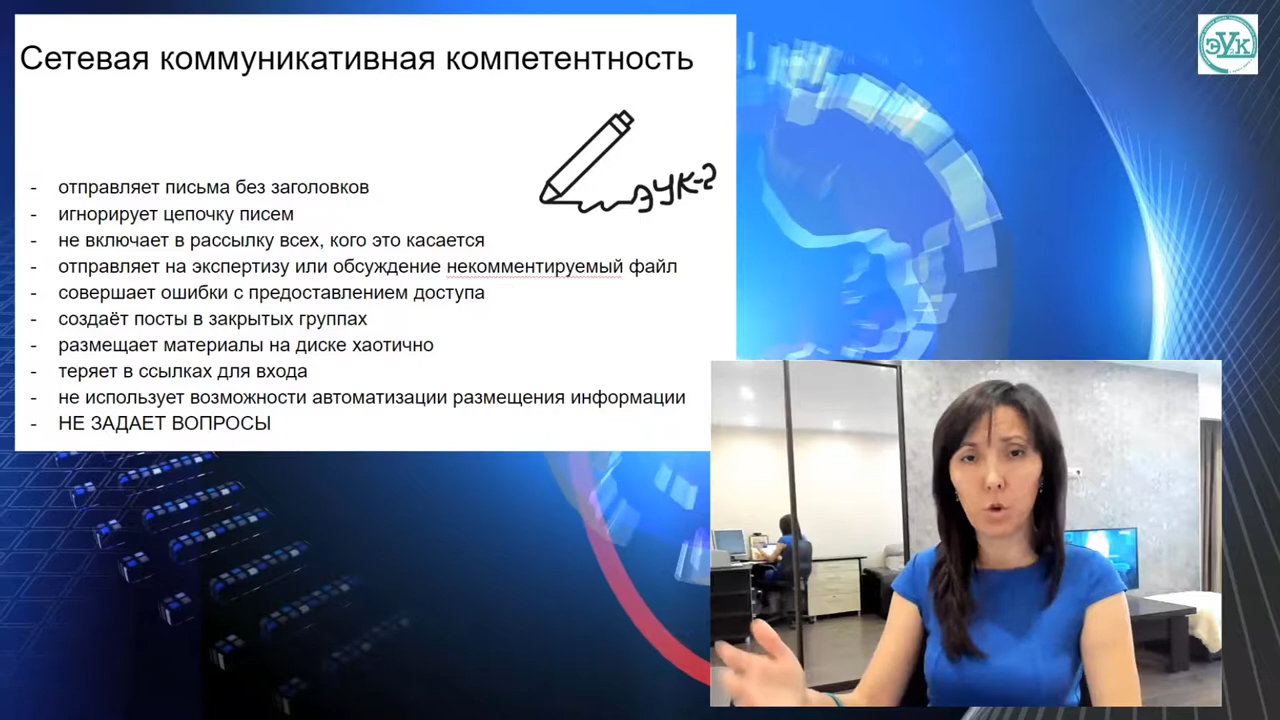 Сетевая коммуникативная компетентность
ЭУК
ЭУК-2
- отправляет письма без заголовков
- игнорирует цепочку писем
- не включает в рассылку всех, кого это касается
- отправляет на экспертизу или обсуждение некомментируемый файл
- совершает ошибки с предоставлением доступа
- создаёт посты в закрытых группах
- размещает материалы на диске хаотично
- теряет в ссылках для входа
- не использует возможности автоматизации размещения информации
- НЕ ЗАДАЕТ ВОПРОСЫ